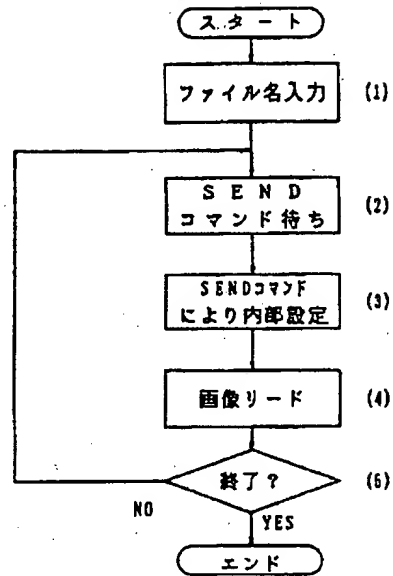 スタート
ファイル名入力 (1)
SEND
コマンド待ち (2)
SENDコマンド
により内部設定 (3)
画像リード (4)
終了? (5)
NO
YES
エンド